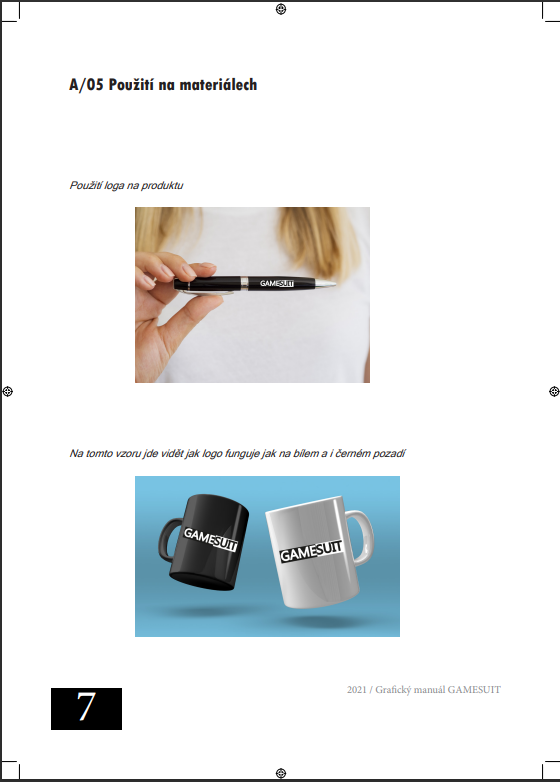 A/05 Použití na materiálech
Použití loga na produktu
GAMESUIT
Na tomto vzoru jde vidět jak logo funguje jak na bílem a i černém pozadí
GAMESUIT
GAMESUIT
2021 / Grafický manuál GAMESUIT
7